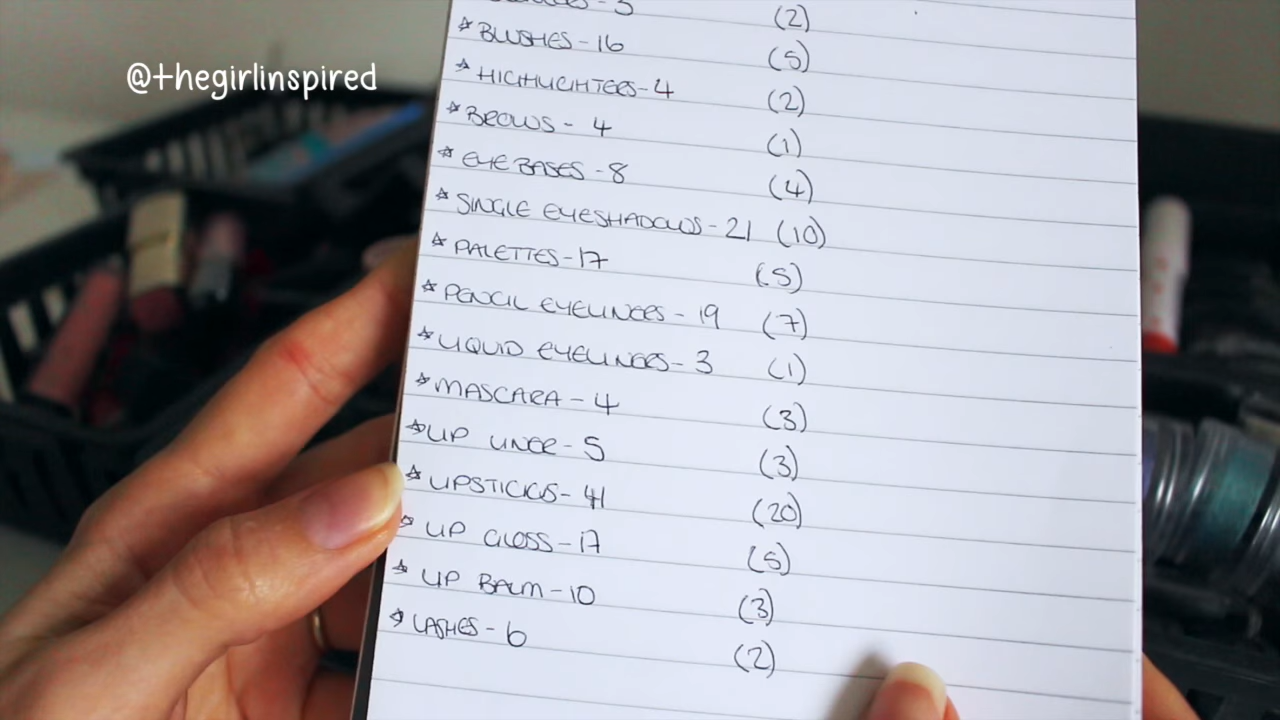 @thegirlinspired
- 3 (2)
BLUSHES - 16 (5)
HIGHLIGHTERS - 4 (2)
BROWS - 4 (1)
EYE BASES - 8 (4)
SINGLE EYESHADOWS - 21 (10)
PALETTES - 17 (5)
PENCIL EYELINERS - 19 (7)
LIQUID EYELINERS - 3 (1)
MASCARA - 4 (3)
LIP LINER - 5 (3)
LIPSTICKS - 41 (20)
LIP GLOSS - 17 (5)
LIP BALM - 10 (3)
LASHES - 6 (2)